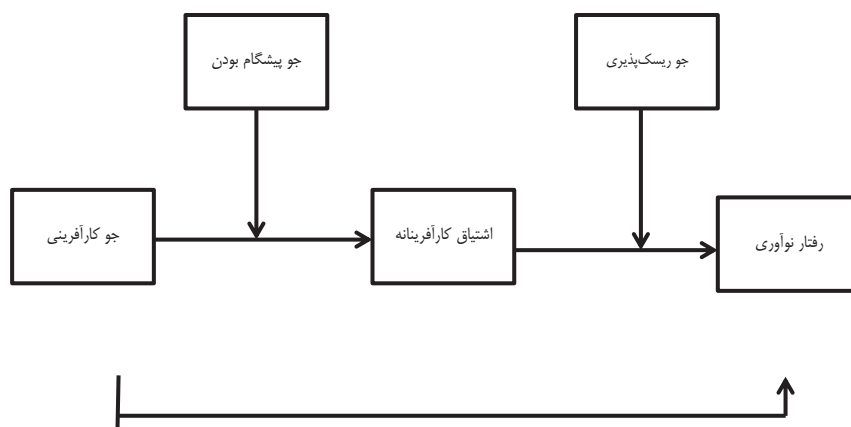 جو پیشگام بودن
جو ریسک‌پذیری
جو کارآفرینی
اشتیاق کارآفرینانه
رفتار نوآوری